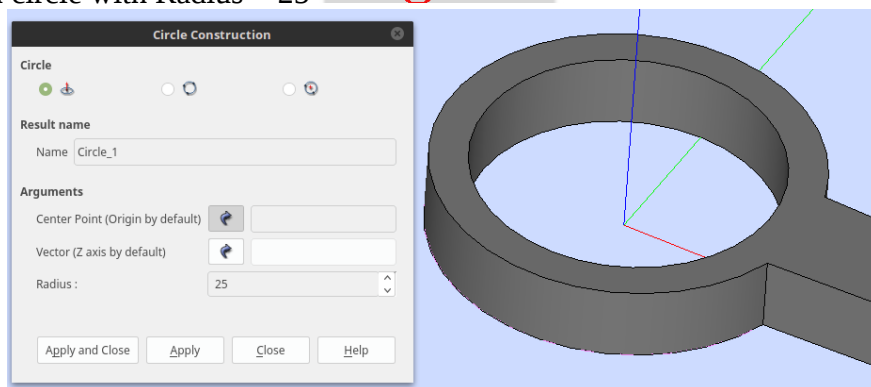 circle with Radius = 25
Circle Construction
Circle
Result name
Name Circle_1
Arguments
Center Point (Origin by default)
Vector (Z axis by default)
Radius : 25
Apply and Close Apply Close Help